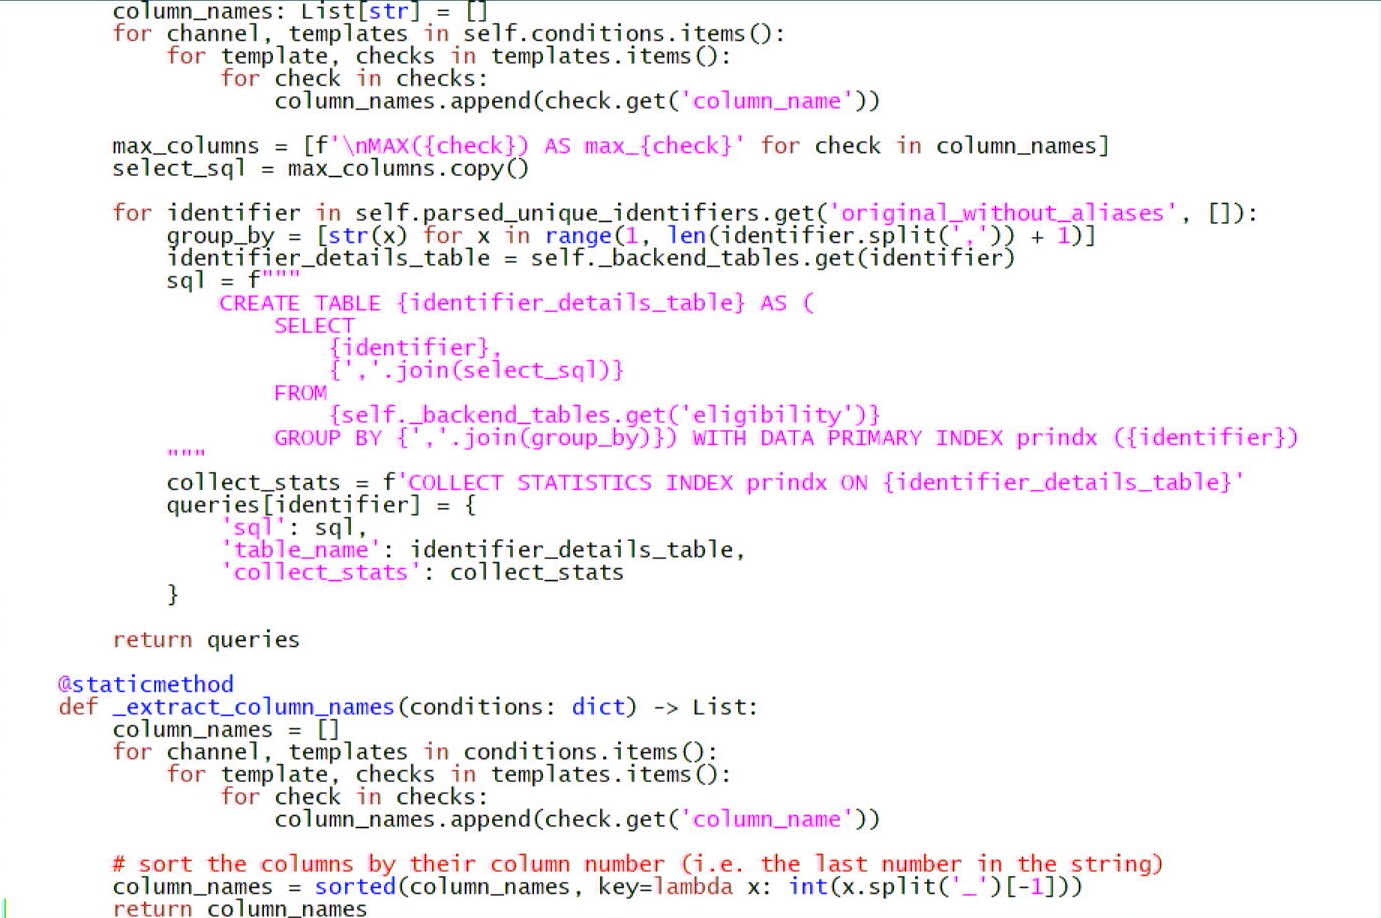 column_names: List[str] = []
for channel, templates in self.conditions.items():
for template, checks in templates.items():
for check in checks:
column_names.append(check.get('column_name'))
max_columns = [f'\nMAX({check}) AS max_{check}' for check in column_names]
select_sql = max_columns.copy()
for identifier in self.parsed_unique_identifiers.get('original_without_aliases', []):
group_by = [str(x) for x in range(1, len(identifier.split(',')) + 1)]
identifier_details_table = self._backend_tables.get(identifier)
sql = f"""
CREATE TABLE {identifier_details_table} AS (
SELECT
{identifier},
{','.join(select_sql)}
FROM
{self._backend_tables.get('eligibility')}
GROUP BY {','.join(group_by)}) WITH DATA PRIMARY INDEX prindx ({identifier})
"""
collect_stats = f'COLLECT STATISTICS INDEX prindx ON {identifier_details_table}'
queries[identifier] = {
'sql': sql,
'table_name': identifier_details_table,
'collect_stats': collect_stats
}
return queries
@staticmethod
def _extract_column_names(conditions: dict) -> List:
column_names = []
for channel, templates in conditions.items():
for template, checks in templates.items():
for check in checks:
column_names.append(check.get('column_name'))
# sort the columns by their column number (i.e. the last number in the string)
column_names = sorted(column_names, key=lambda x: int(x.split('_')[-1]))
return column_names